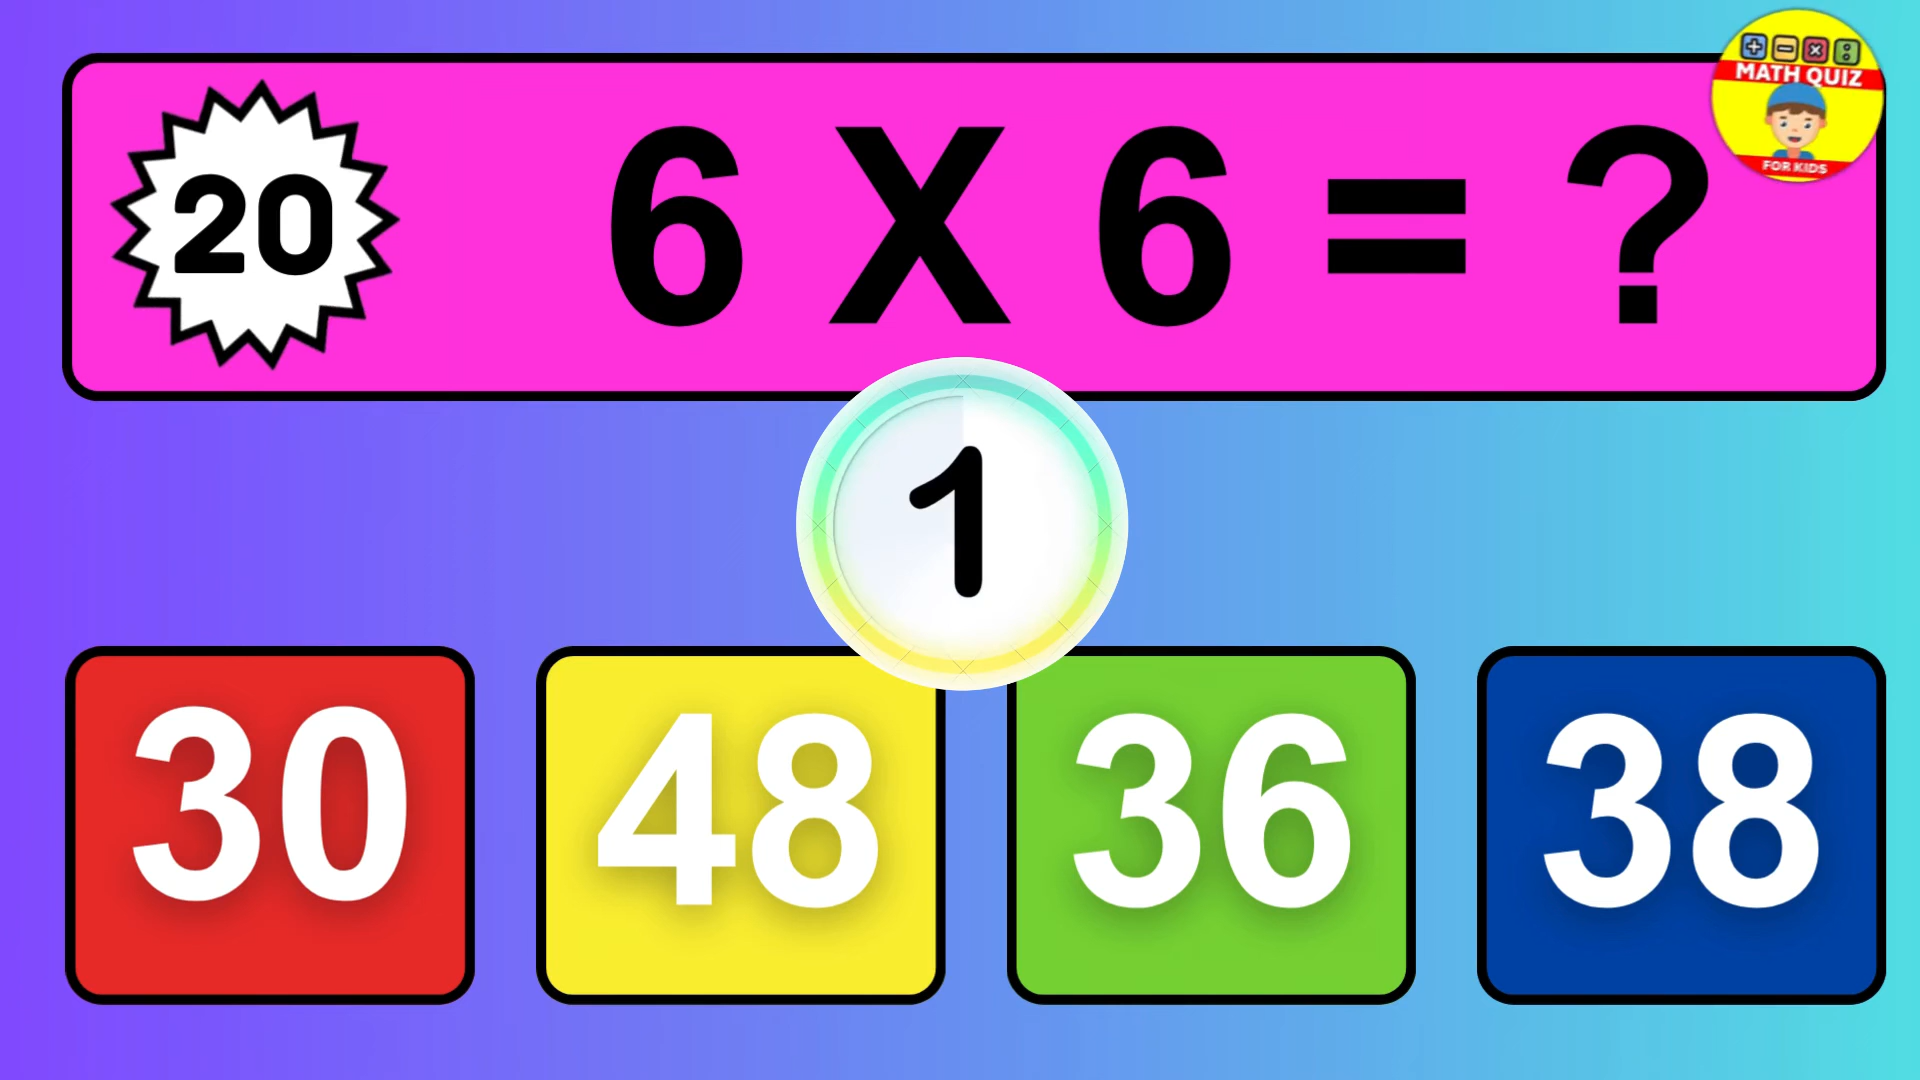 20
6 X 6 = ?
+ − × :
MATH QUIZ
FOR KIDS
1
30
48
36
38